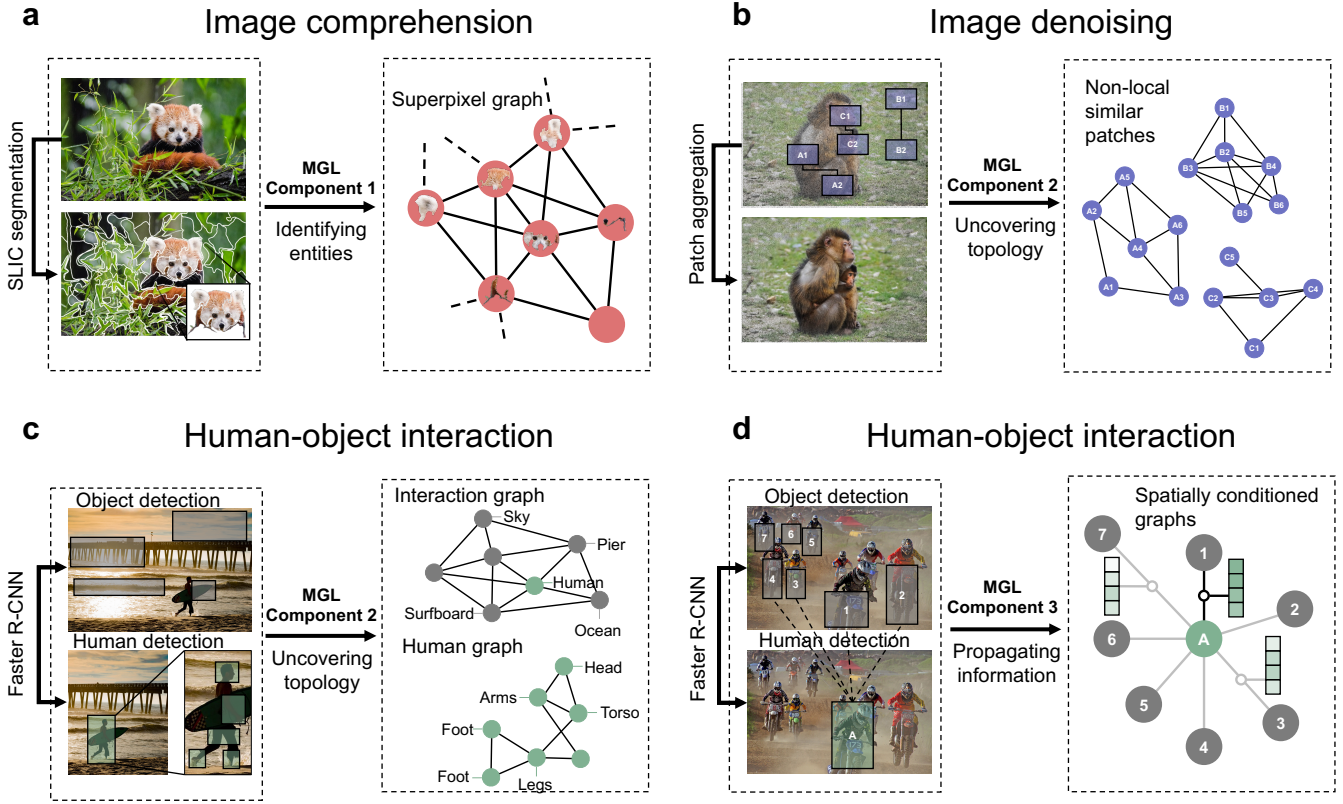 a
Image comprehension
SLIC segmentation
MGL
Component 1
Identifying
entities
Superpixel graph
b
Image denoising
Patch aggregation
B1
C1
C2
B2
A1
A2
MGL
Component 2
Uncovering
topology
Non-local
similar
patches
B1
B2
B3
B4
B5
B6
A5
A2
A6
A4
A1
A3
C5
C2
C3
C4
C1
c
Human-object interaction
Faster R-CNN
Object detection
Human detection
MGL
Component 2
Uncovering
topology
Interaction graph
Sky
Pier
Human
Surfboard
Ocean
Human graph
Head
Arms
Torso
Foot
Foot
Legs
d
Human-object interaction
Faster R-CNN
Object detection
7
6
5
4
3
1
2
Human detection
A
MGL
Component 3
Propagating
information
Spatially conditioned
graphs
7
1
2
6
A
5
3
4